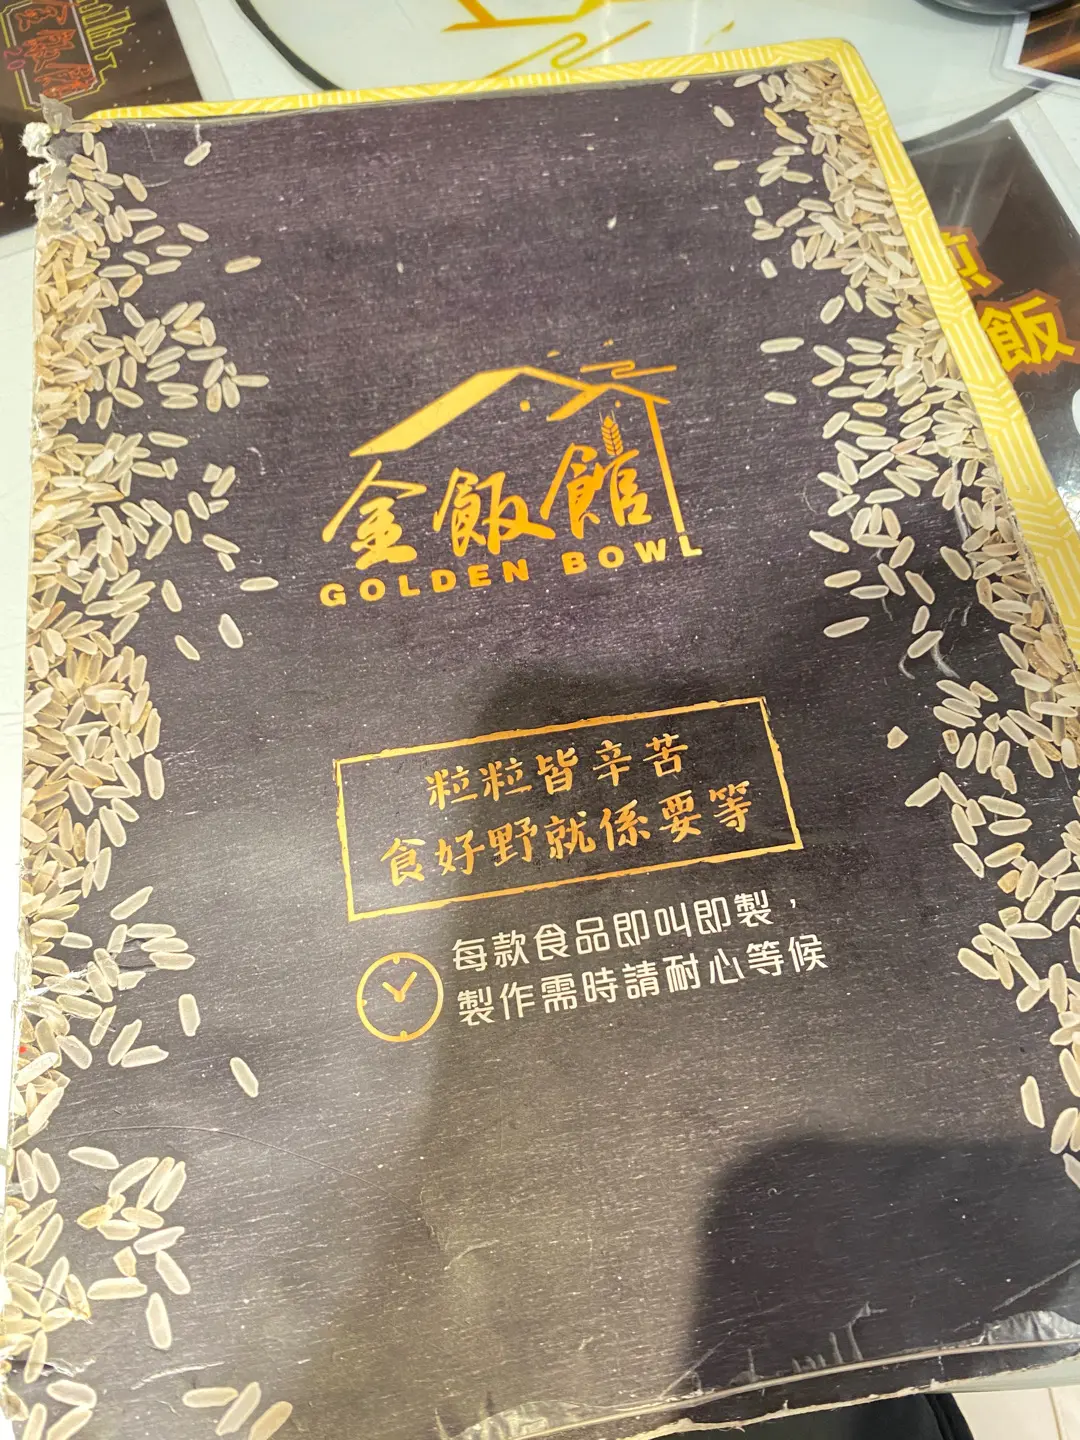 金飯館
GOLDEN BOWL
粒粒皆辛苦
食好野就係要等
每款食品即叫即製，
製作需時請耐心等候
飯